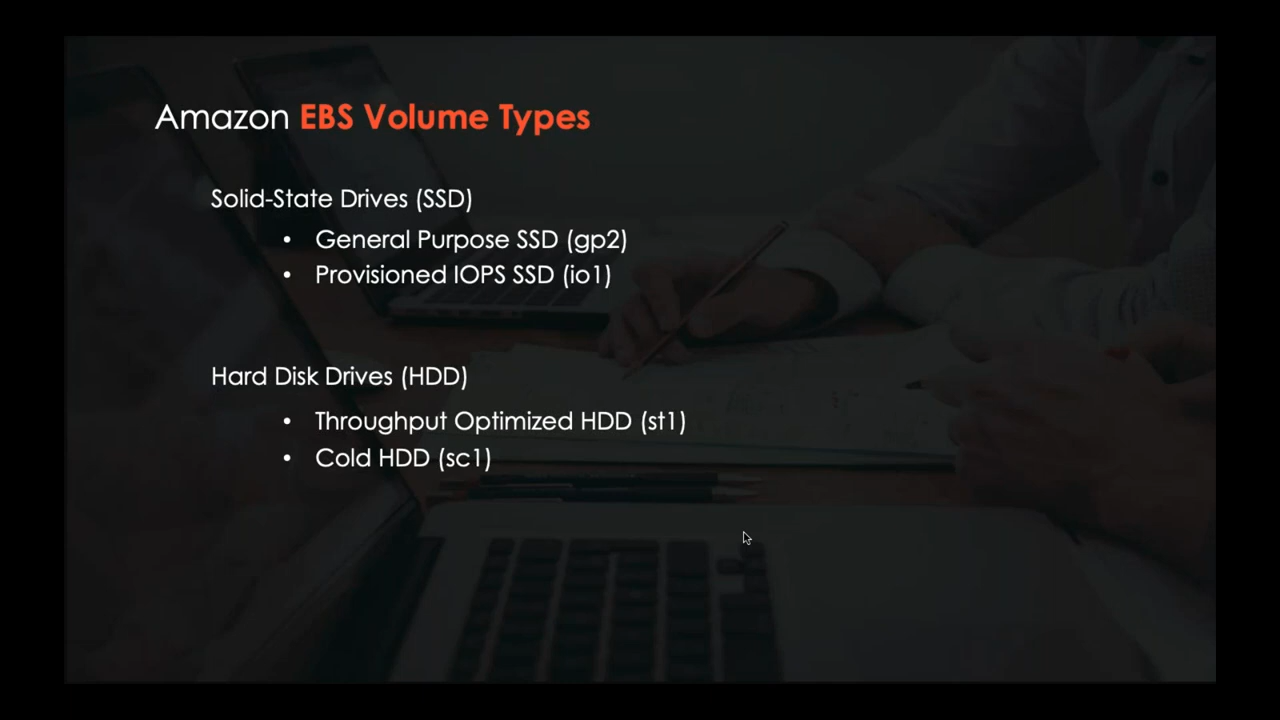 Amazon EBS Volume Types
Solid-State Drives (SSD)
• General Purpose SSD (gp2)
• Provisioned IOPS SSD (io1)
Hard Disk Drives (HDD)
• Throughput Optimized HDD (st1)
• Cold HDD (sc1)